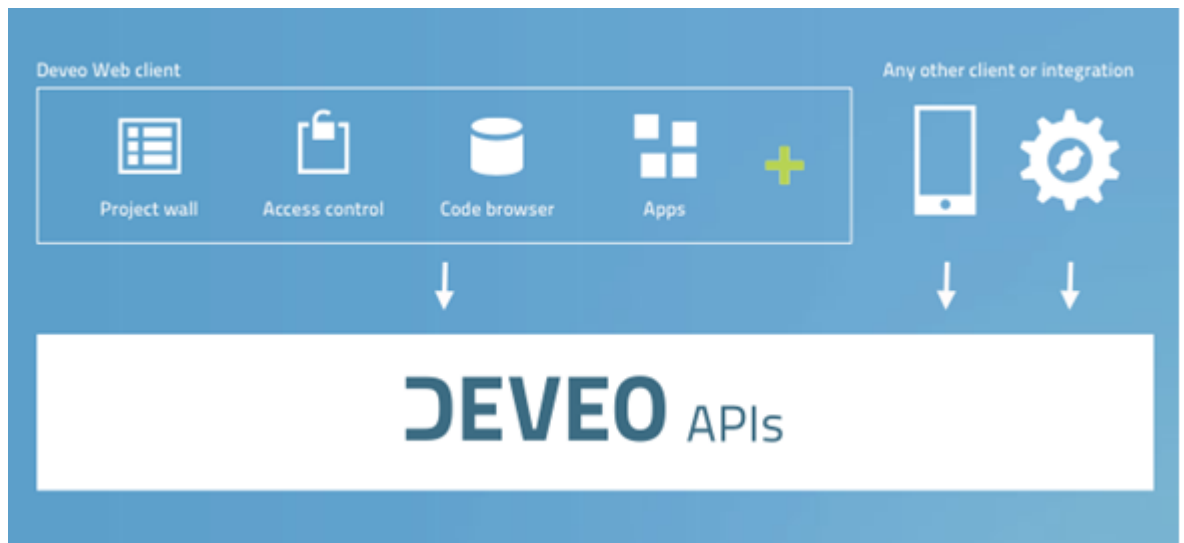 Deveo Web client
Any other client or integration
Project wall
Access control
Code browser
Apps
DEVEO APIs